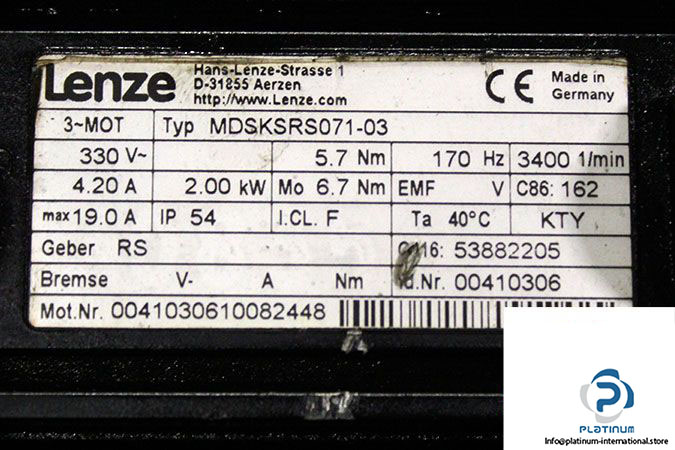 Lenze
Hans-Lenze-Strasse 1
D-31855 Aerzen
http://www.Lenze.com
CE
Made in
Germany
3~MOT Typ MDSKSRS071-03
330 V~ 5.7 Nm 170 Hz 3400 1/min
4.20 A 2.00 kW Mo 6.7 Nm EMF V C86: 162
max 19.0 A IP 54 I.CL. F Ta 40°C KTY
Geber RS 53882205
Bremse V- A Nm Id.Nr. 00410306
Mot.Nr. 0041030610082448
PLATINUM
Info@platinum-international.store